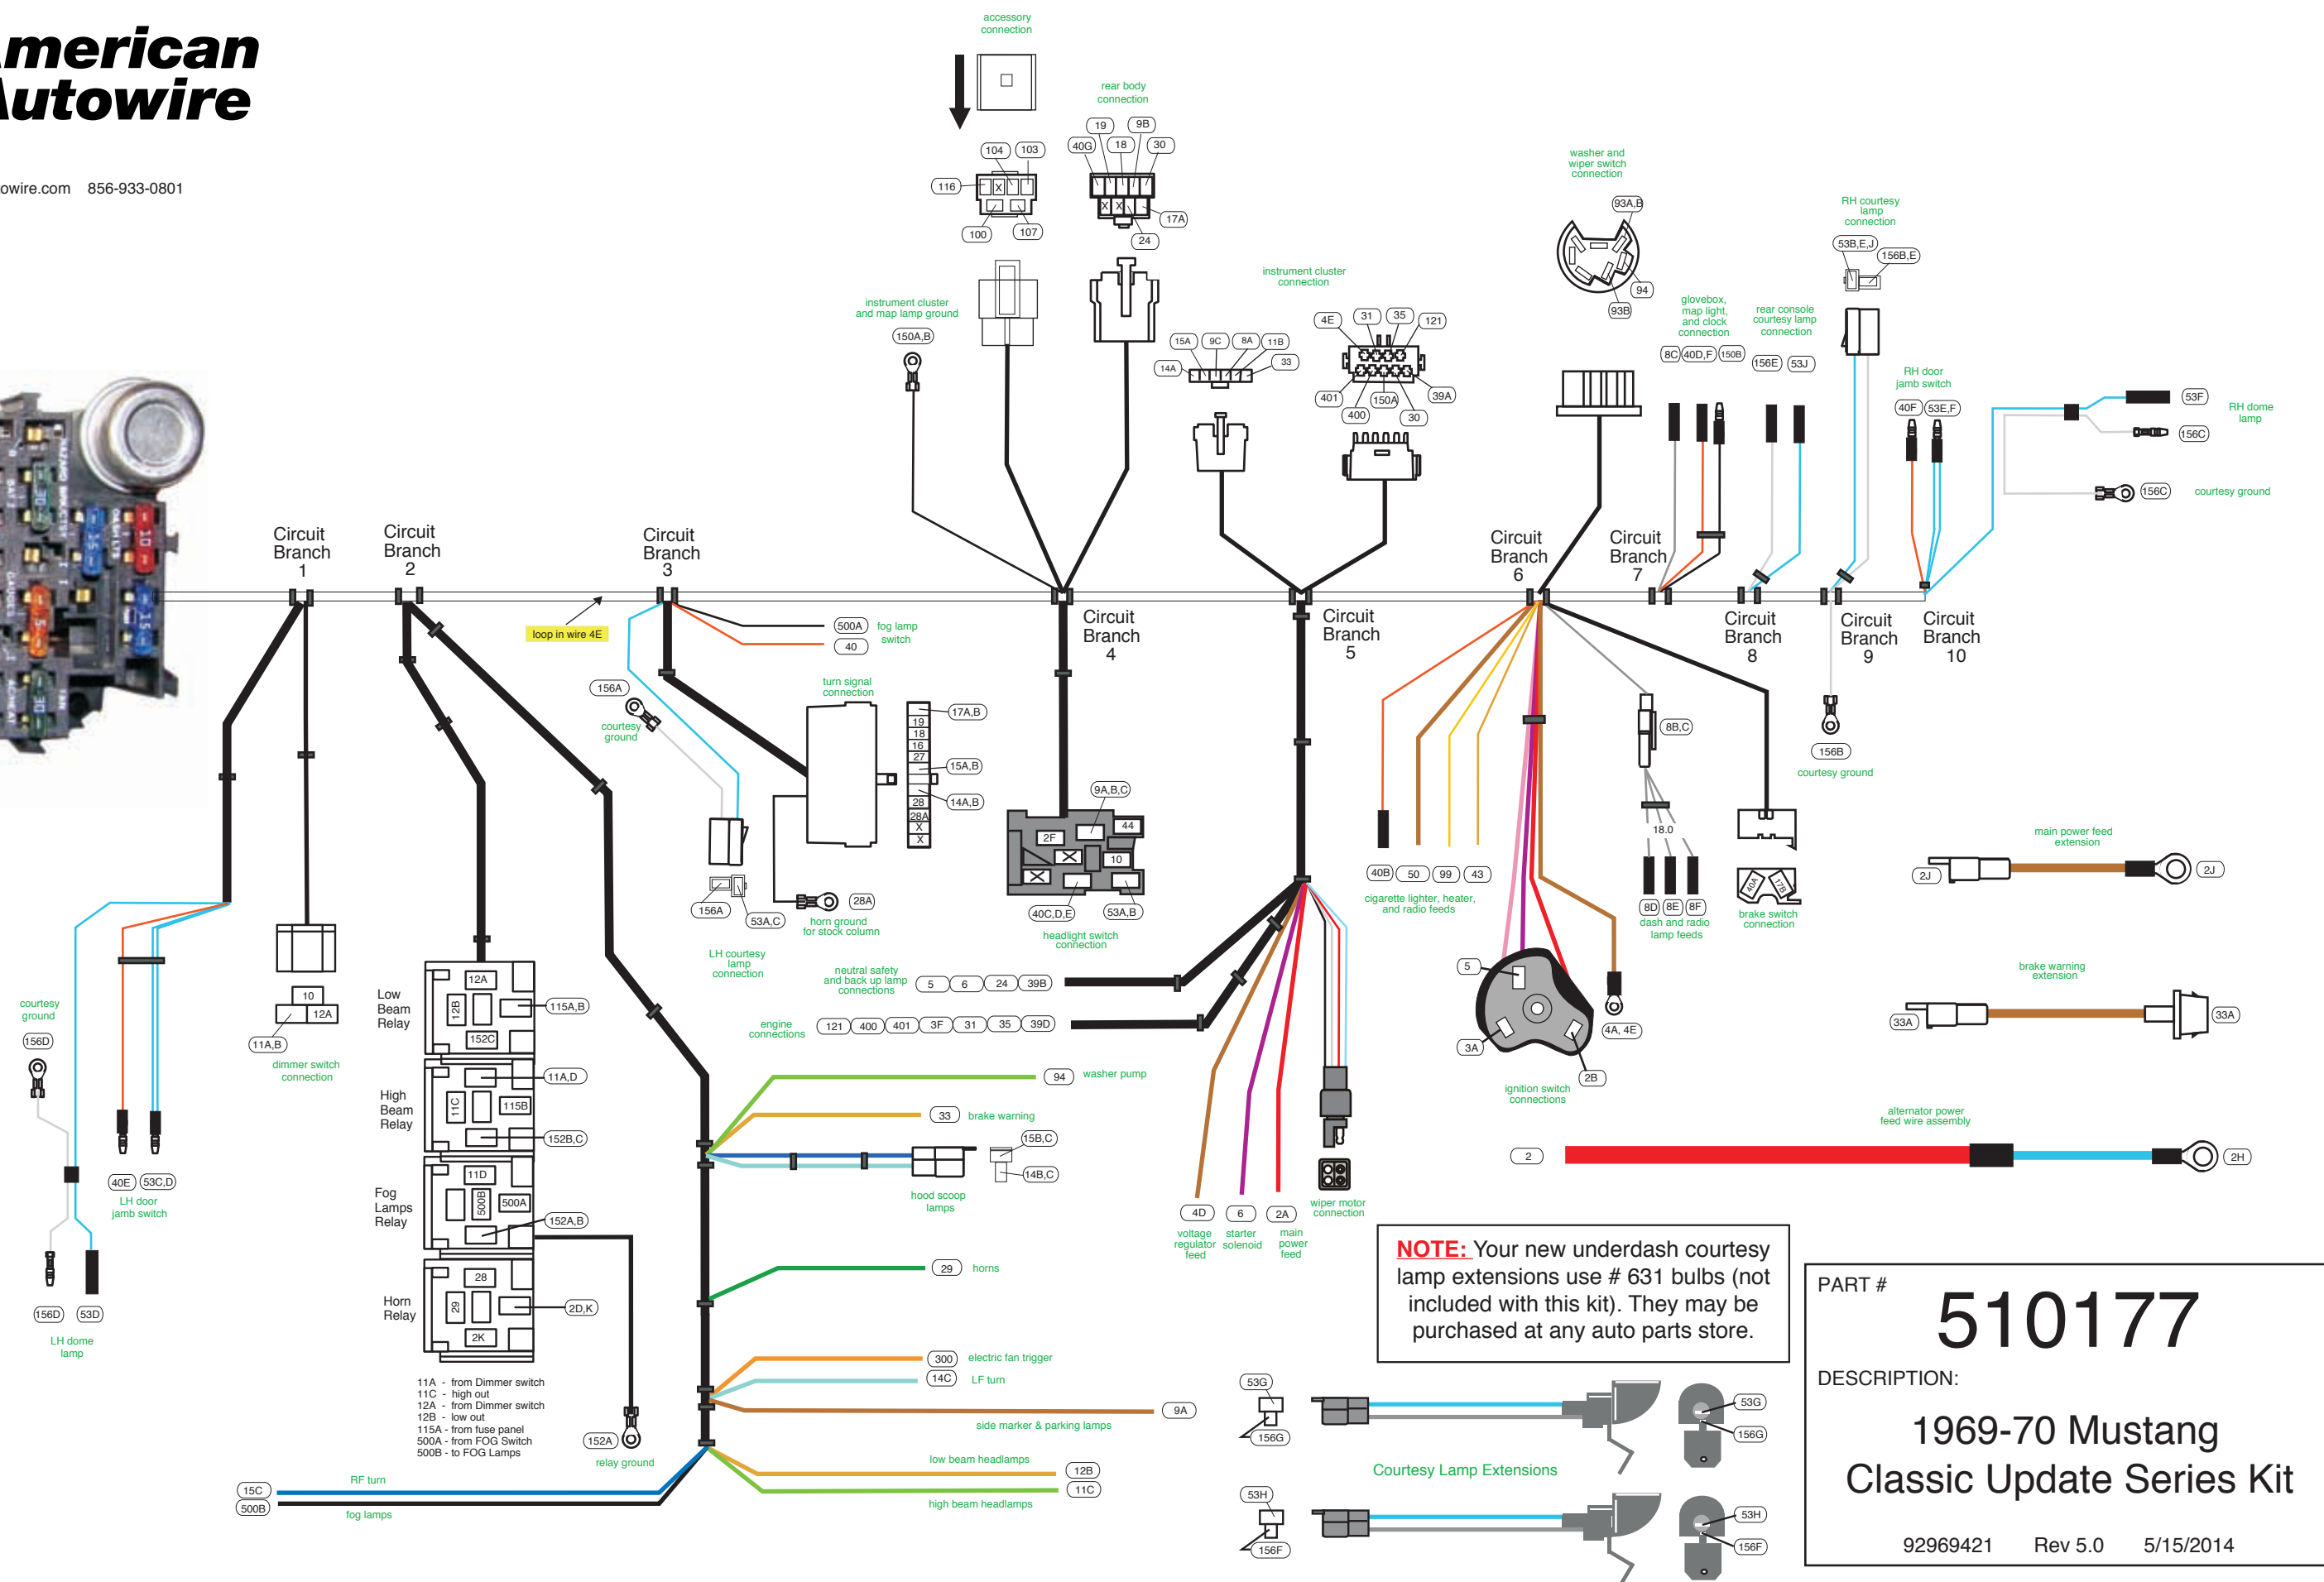 American
Autowire
owire.com 856-933-0801
accessory
connection
104
103
116
X
100
107
rear body
connection
19
9B
40G
18
30
X
X
17A
24
instrument cluster
and map lamp ground
150A,B
instrument cluster
connection
15A
9C
8A
11B
14A
33
4E
31
35
121
401
400
150A
30
39A
washer and
wiper switch
connection
93A,B
94
93B
glovebox,
map light,
and clock
connection
8C
40D,F
150B
rear console
courtesy lamp
connection
156E
53J
RH courtesy
lamp
connection
53B,E,J
156B,E
RH door
jamb switch
40F
53E,F
53F
RH dome
lamp
156C
156C
courtesy ground
Circuit
Branch
1
Circuit
Branch
2
Circuit
Branch
3
Circuit
Branch
4
Circuit
Branch
5
Circuit
Branch
6
Circuit
Branch
7
Circuit
Branch
8
Circuit
Branch
9
Circuit
Branch
10
loop in wire 4E
500A
40
fog lamp
switch
156A
courtesy
ground
turn signal
connection
17A,B
19
18
16
27
15A,B
14A,B
28
28A
X
X
156A
53A,C
LH courtesy
lamp
connection
28A
horn ground
for stock column
9A,B,C
2F
44
X
10
X
40C,D,E
53A,B
headlight switch
connection
neutral safety
and back up lamp
connections
5
6
24
39B
engine
connections
121
400
401
3F
31
35
39D
40B
50
99
43
cigarette lighter, heater,
and radio feeds
8B,C
18.0
8D
8E
8F
dash and radio
lamp feeds
40A
17B
brake switch
connection
156B
courtesy ground
main power feed
extension
2J
2J
brake warning
extension
33A
33A
5
3A
2B
4A, 4E
ignition switch
connections
alternator power
feed wire assembly
2
2H
courtesy
ground
156D
40E
53C,D
LH door
jamb switch
156D
53D
LH dome
lamp
10
12A
11A,B
dimmer switch
connection
Low
Beam
Relay
12A
12B
115A,B
152C
High
Beam
Relay
11A,D
11C
115B
152B,C
Fog
Lamps
Relay
11D
500B
500A
152A,B
Horn
Relay
28
29
2D,K
2K
11A - from Dimmer switch
11C - high out
12A - from Dimmer switch
12B - low out
115A - from fuse panel
500A - from FOG Switch
500B - to FOG Lamps
152A
relay ground
94
washer pump
33
brake warning
15B,C
14B,C
hood scoop
lamps
29
horns
300
electric fan trigger
14C
LF turn
9A
side marker & parking lamps
low beam headlamps
12B
11C
high beam headlamps
RF turn
15C
500B
fog lamps
4D
6
2A
voltage
regulator
feed
starter
solenoid
main
power
feed
wiper motor
connection
NOTE: Your new underdash courtesy
lamp extensions use # 631 bulbs (not
included with this kit). They may be
purchased at any auto parts store.
53G
156G
53G
156G
Courtesy Lamp Extensions
53H
156F
53H
156F
PART #
510177
DESCRIPTION:
1969-70 Mustang
Classic Update Series Kit
92969421 Rev 5.0 5/15/2014